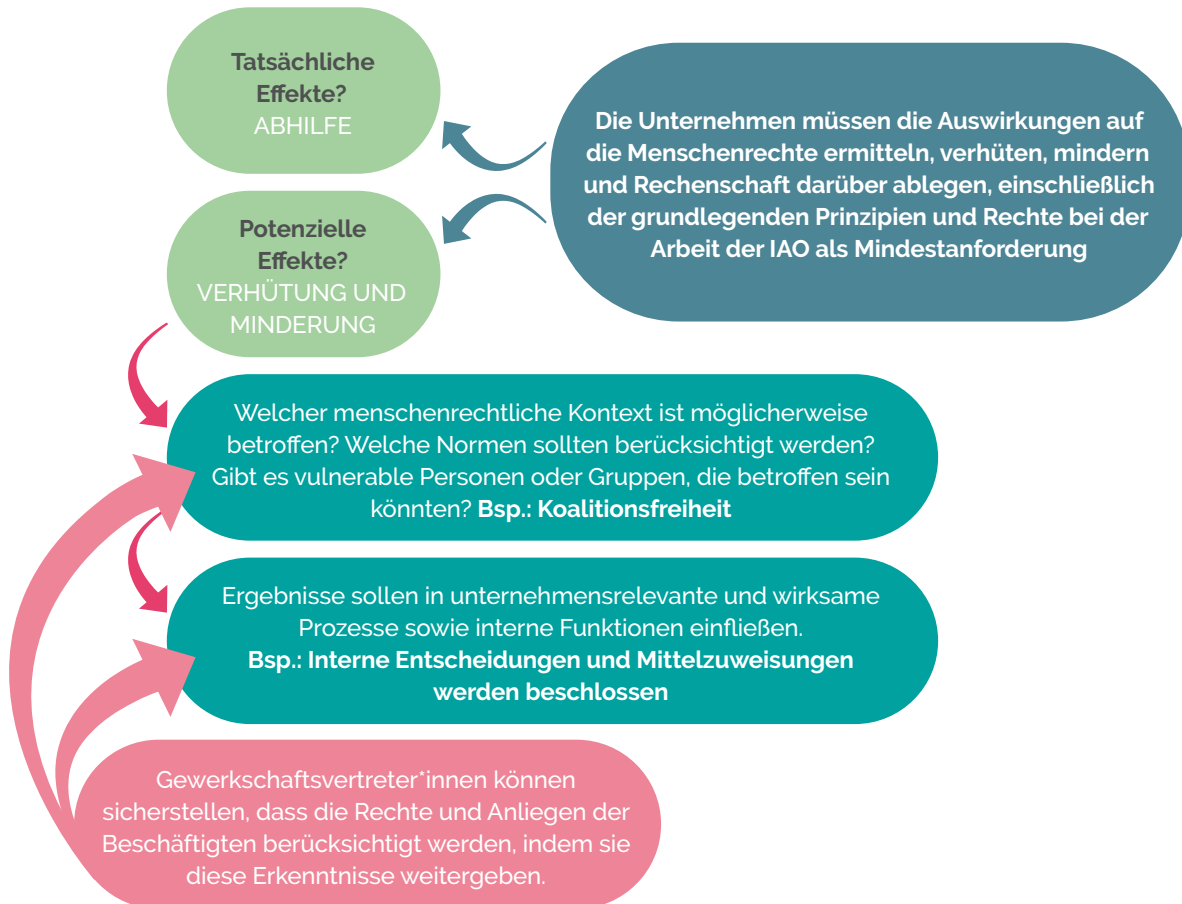 Tatsächliche
Effekte?
ABHILFE
Die Unternehmen müssen die Auswirkungen auf
die Menschenrechte ermitteln, verhüten, mindern
und Rechenschaft darüber ablegen, einschließlich
der grundlegenden Prinzipien und Rechte bei der
Arbeit der IAO als Mindestanforderung
Potenzielle
Effekte?
VERHÜTUNG UND
MINDERUNG
Welcher menschenrechtliche Kontext ist möglicherweise
betroffen? Welche Normen sollten berücksichtigt werden?
Gibt es vulnerable Personen oder Gruppen, die betroffen sein
könnten? Bsp.: Koalitionsfreiheit
Ergebnisse sollen in unternehmensrelevante und wirksame
Prozesse sowie interne Funktionen einfließen.
Bsp.: Interne Entscheidungen und Mittelzuweisungen
werden beschlossen
Gewerkschaftsvertreter*innen können
sicherstellen, dass die Rechte und Anliegen der
Beschäftigten berücksichtigt werden, indem sie
diese Erkenntnisse weitergeben.